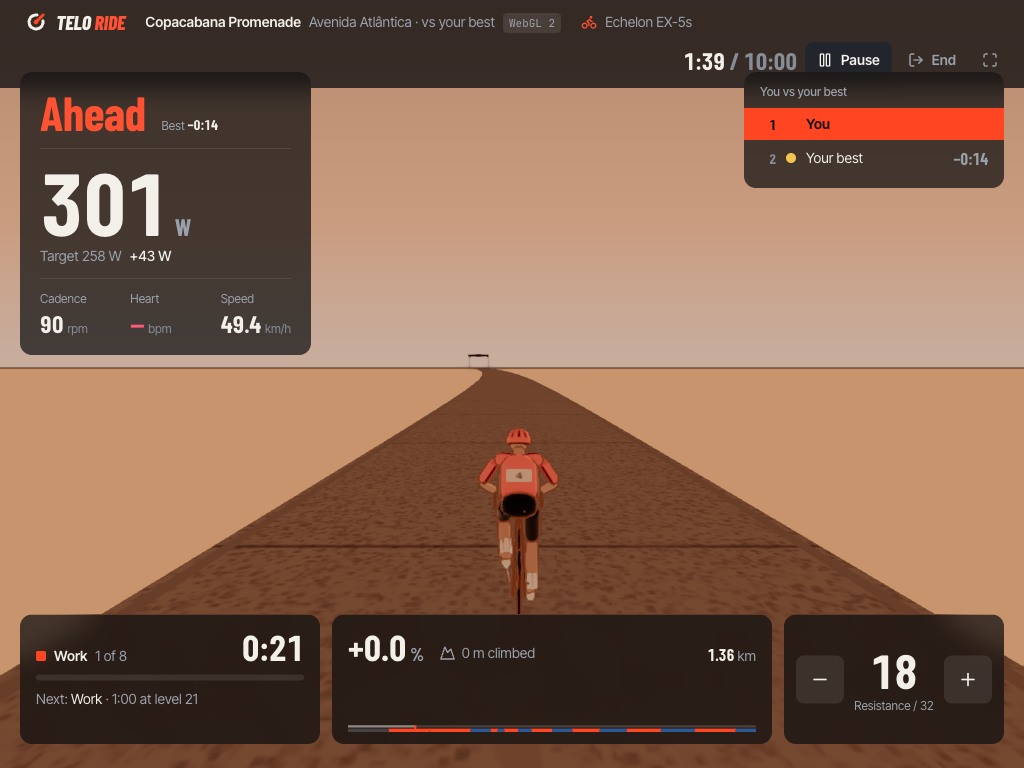 TELO RIDE Copacabana Promenade Avenida Atlântica · vs your best WebGL 2 Echelon EX-5s
1:39 / 10:00 Pause End
Ahead Best −0:14
301 W
Target 258 W +43 W
Cadence Heart Speed
90 rpm — bpm 49.4 km/h
You vs your best
1 You
2 Your best −0:14
4
Work 1 of 8 0:21
Next: Work · 1:00 at level 21
+0.0 % 0 m climbed 1.36 km
− 18 +
Resistance / 32